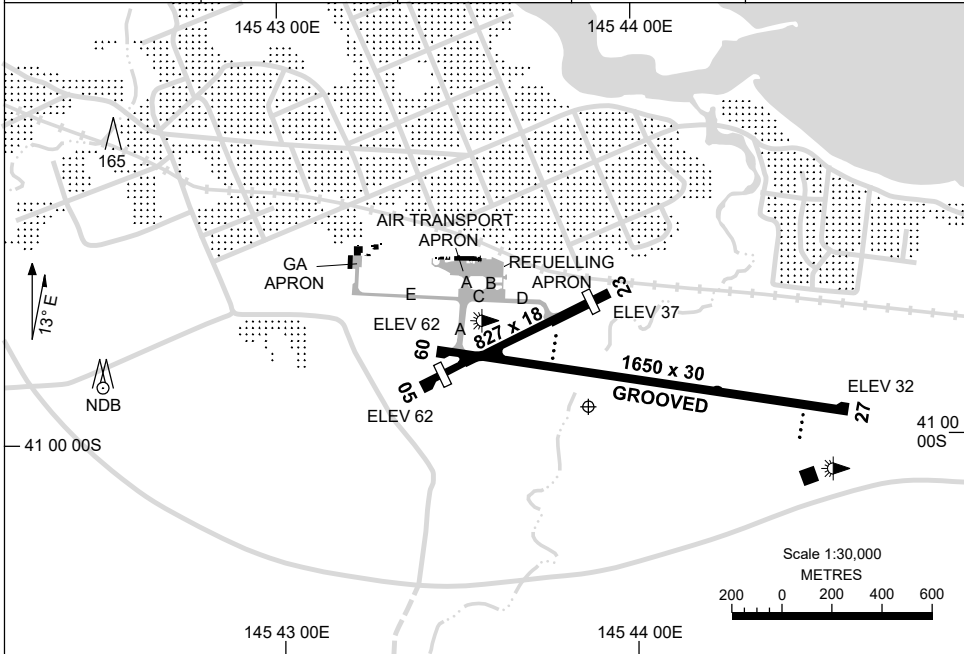 145 43 00E
145 44 00E
165
AIR TRANSPORT
APRON
GA
APRON
REFUELLING
APRON
A
B
C
D
E
A
13° E
ELEV 62
827 x 18
23
ELEV 37
09
05
ELEV 62
1650 x 30
GROOVED
ELEV 32
27
NDB
41 00 00S
41 00
00S
Scale 1:30,000
METRES
200
0
200
400
600
145 43 00E
145 44 00E